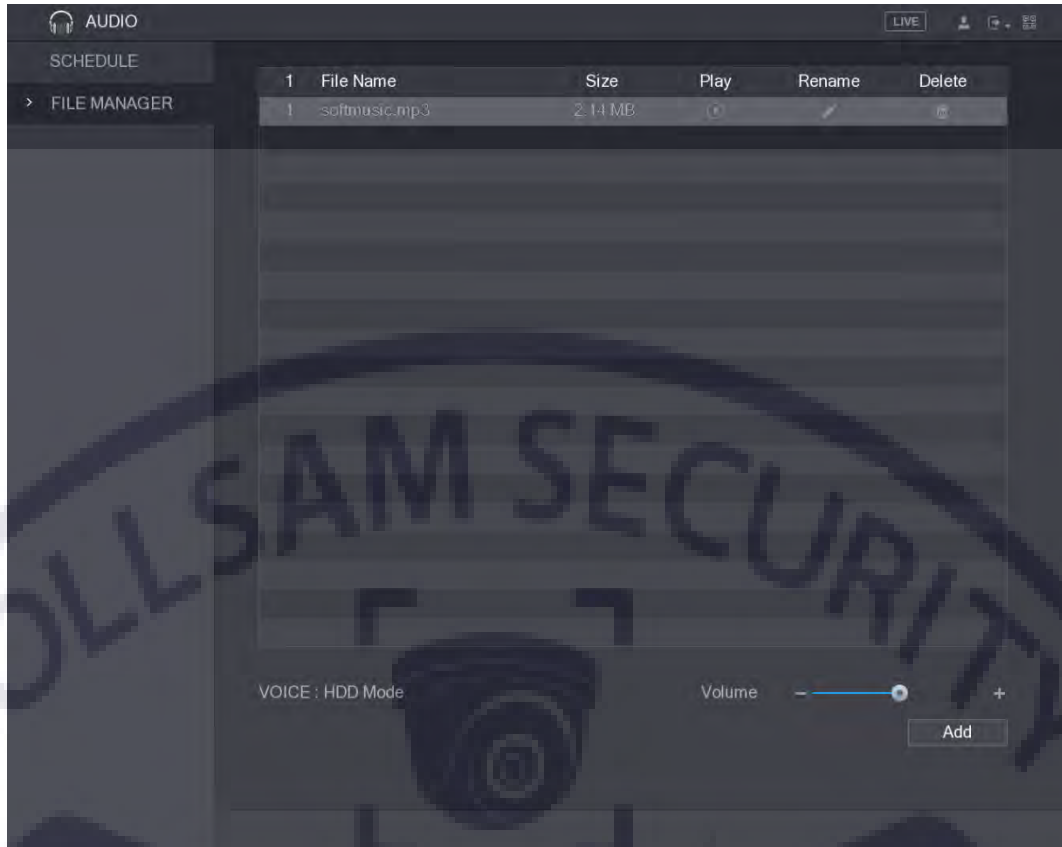 AUDIO LIVE
SCHEDULE
> FILE MANAGER
1 File Name Size Play Rename Delete
1 softmusic.mp3 2.14 MB
OLLSAM SECURITY
VOICE : HDD Mode Volume - +
Add